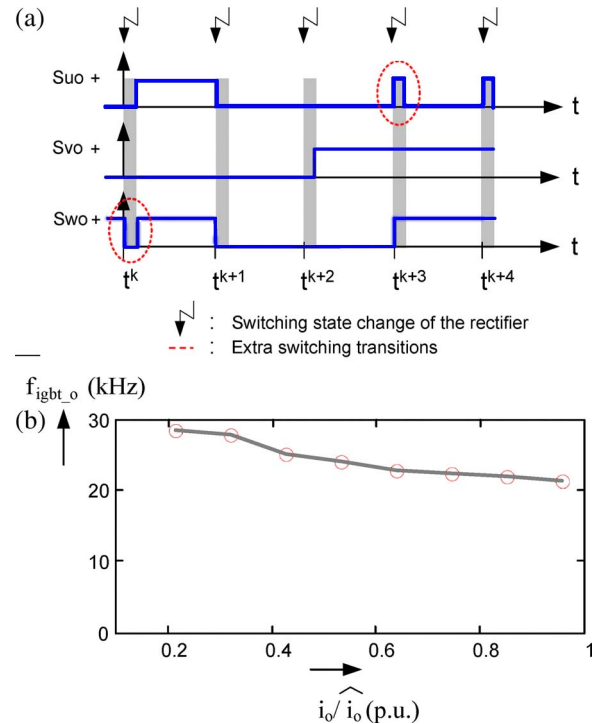 (a)
Suo + t
Svo + t
Swo + t
t^k t^k+1 t^k+2 t^k+3 t^k+4
: Switching state change of the rectifier
: Extra switching transitions
f_igbt_o (kHz)
(b)
30
20
10
0
0.2 0.4 0.6 0.8 1
i_o/î_o (p.u.)